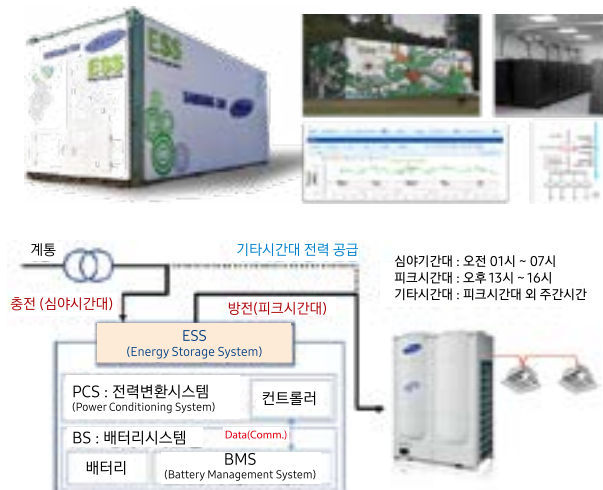 ESS
SAMSUNG SDI
ESS
계통
기타시간대 전력 공급
심야기간대 : 오전 01시 ~ 07시
피크시간대 : 오후 13시 ~ 16시
기타시간대 : 피크시간대 외 주간시간
충전 (심야시간대)
방전(피크시간대)
ESS
(Energy Storage System)
PCS : 전력변환시스템
(Power Conditioning System)
컨트롤러
BS : 배터리시스템
Data(Comm.)
배터리
BMS
(Battery Management System)